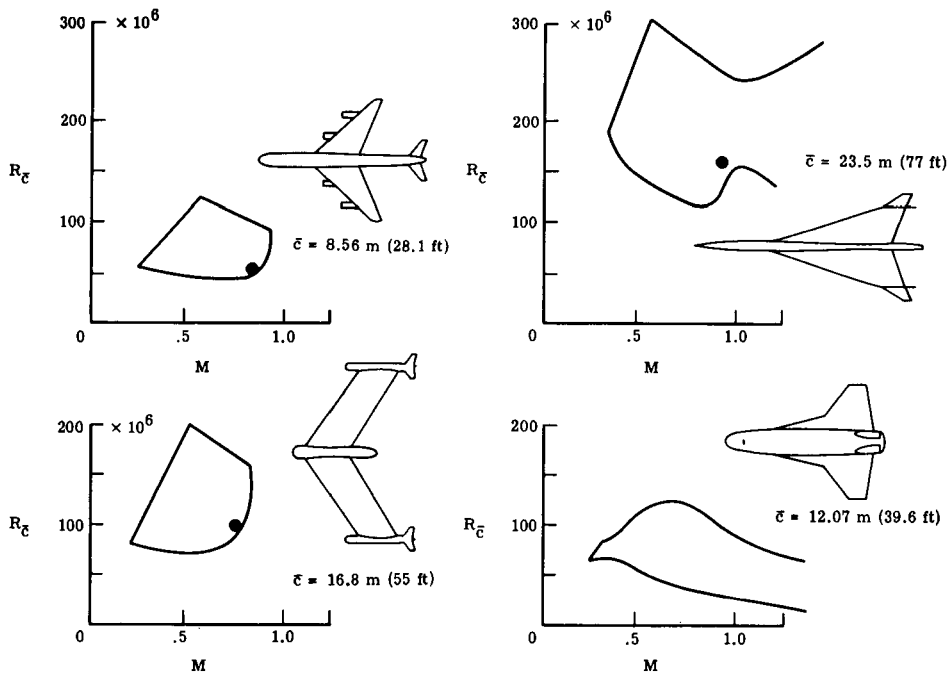 300
× 10⁶
200
R_c̄
100
0
.5
1.0
M
c̄ = 8.56 m (28.1 ft)
300
× 10⁶
200
R_c̄
100
0
.5
1.0
M
c̄ = 23.5 m (77 ft)
200
× 10⁶
R_c̄
100
0
.5
1.0
M
c̄ = 16.8 m (55 ft)
200
R_c̄
100
0
.5
1.0
M
c̄ = 12.07 m (39.6 ft)